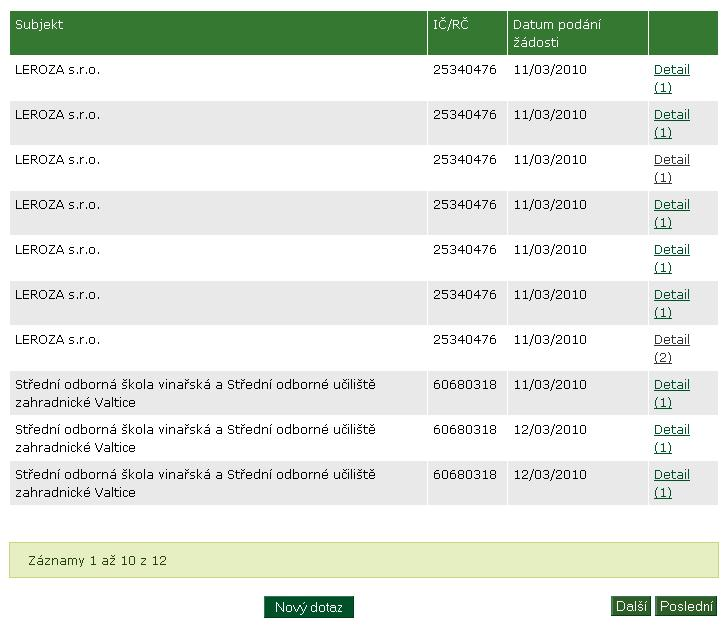 Subjekt IČ/RČ Datum podání
žádosti
LEROZA s.r.o. 25340476 11/03/2010 Detail
(1)
LEROZA s.r.o. 25340476 11/03/2010 Detail
(1)
LEROZA s.r.o. 25340476 11/03/2010 Detail
(1)
LEROZA s.r.o. 25340476 11/03/2010 Detail
(1)
LEROZA s.r.o. 25340476 11/03/2010 Detail
(1)
LEROZA s.r.o. 25340476 11/03/2010 Detail
(1)
LEROZA s.r.o. 25340476 11/03/2010 Detail
(2)
Střední odborná škola vinařská a Střední odborné učiliště 60680318 11/03/2010 Detail
zahradnické Valtice (1)
Střední odborná škola vinařská a Střední odborné učiliště 60680318 12/03/2010 Detail
zahradnické Valtice (1)
Střední odborná škola vinařská a Střední odborné učiliště 60680318 12/03/2010 Detail
zahradnické Valtice (1)
Záznamy 1 až 10 z 12
Nový dotaz Další Poslední